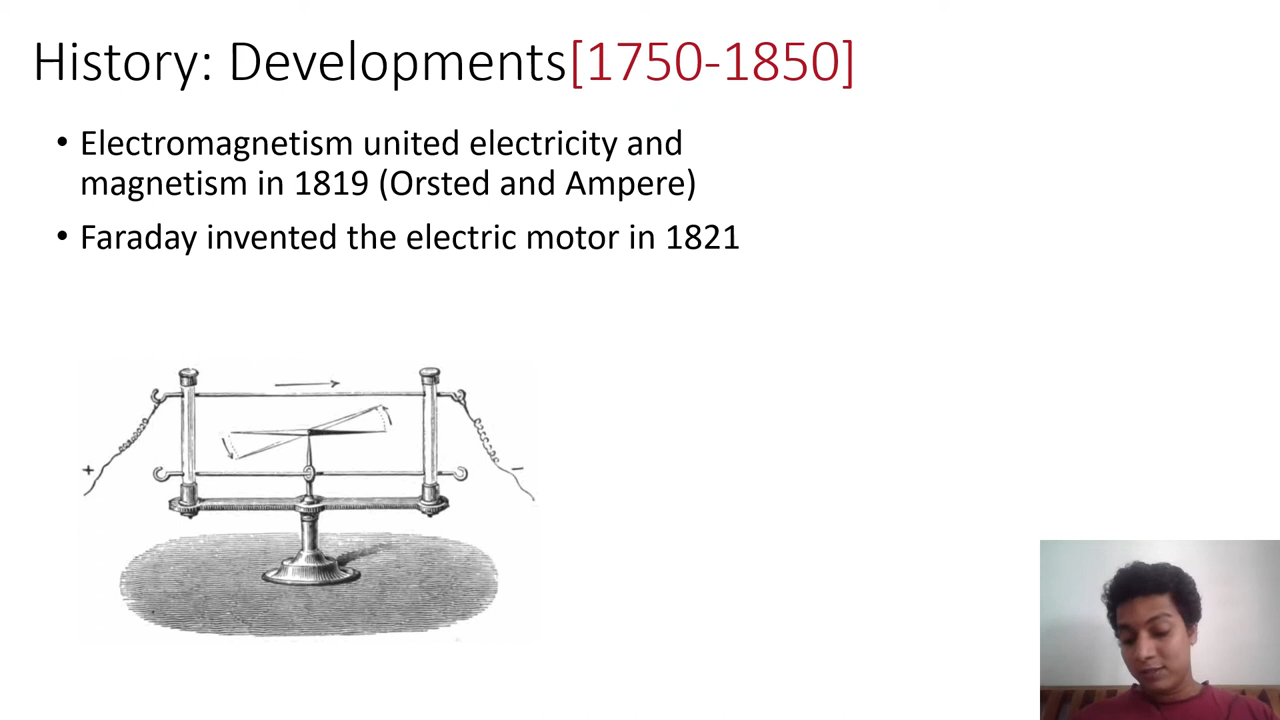 History: Developments[1750-1850]
• Electromagnetism united electricity and
magnetism in 1819 (Orsted and Ampere)
• Faraday invented the electric motor in 1821
+
−